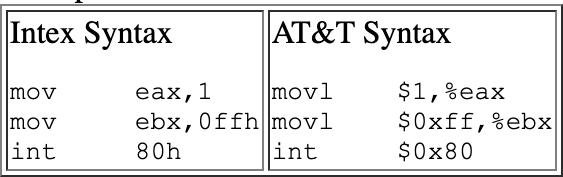 Intex Syntax
mov eax,1
mov ebx,0ffh
int 80h
AT&T Syntax
movl $1,%eax
movl $0xff,%ebx
int $0x80